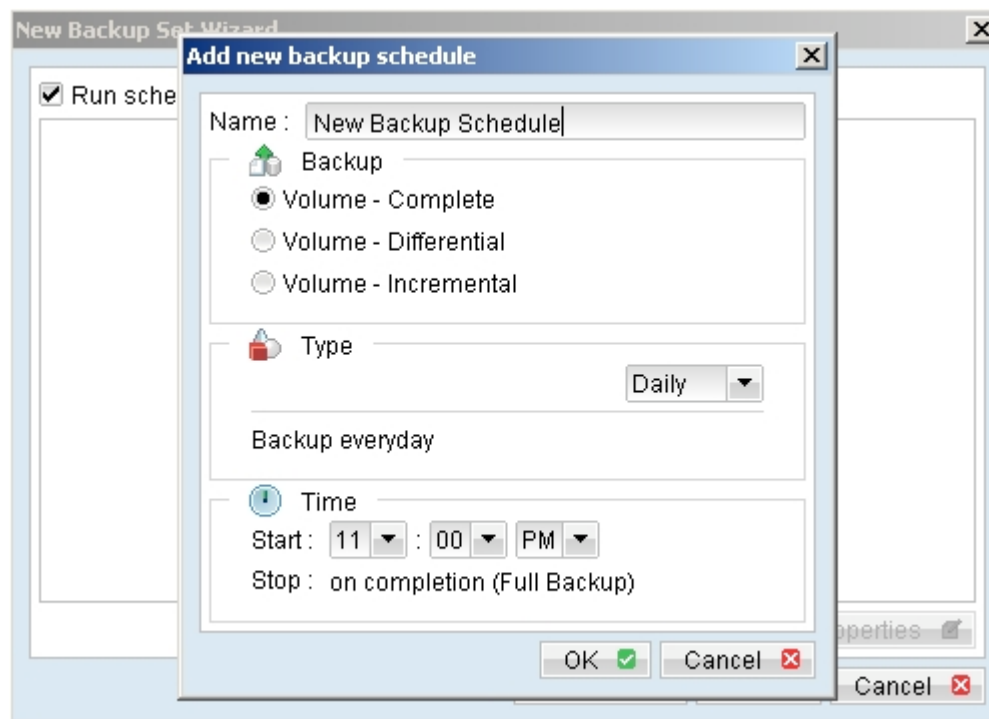 New Backup Set Wizard
Add new backup schedule
Run sche
Name : New Backup Schedule
Backup
Volume - Complete
Volume - Differential
Volume - Incremental
Type
Daily
Backup everyday
Time
Start : 11 : 00 PM
Stop : on completion (Full Backup)
operties
OK Cancel
Cancel